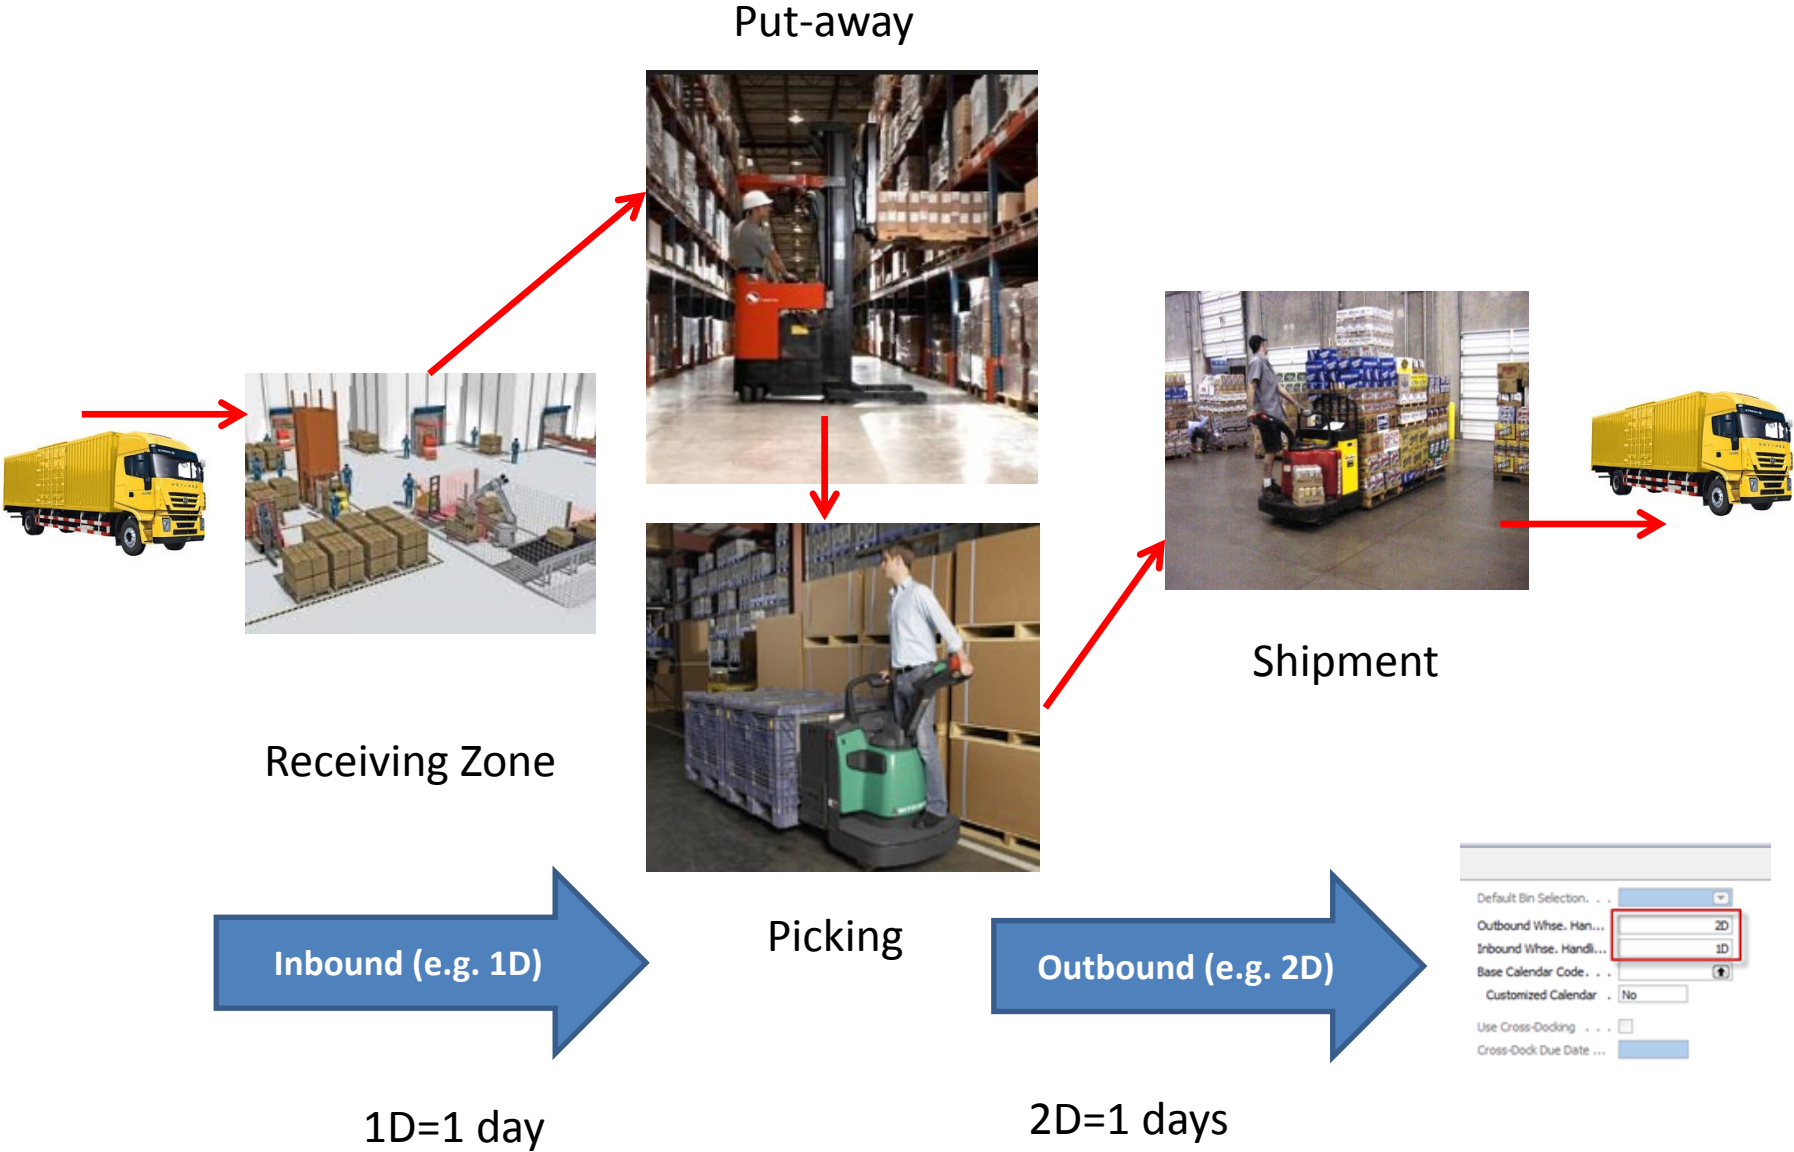 Put-away
Shipment
Receiving Zone
Picking
Inbound (e.g. 1D)
Outbound (e.g. 2D)
Default Bin Selection. . .
Outbound Whse. Han... 2D
Inbound Whse. Handli... 1D
Base Calendar Code. . .
Customized Calendar . No
Use Cross-Docking . . .
Cross-Dock Due Date ...
1D=1 day
2D=1 days